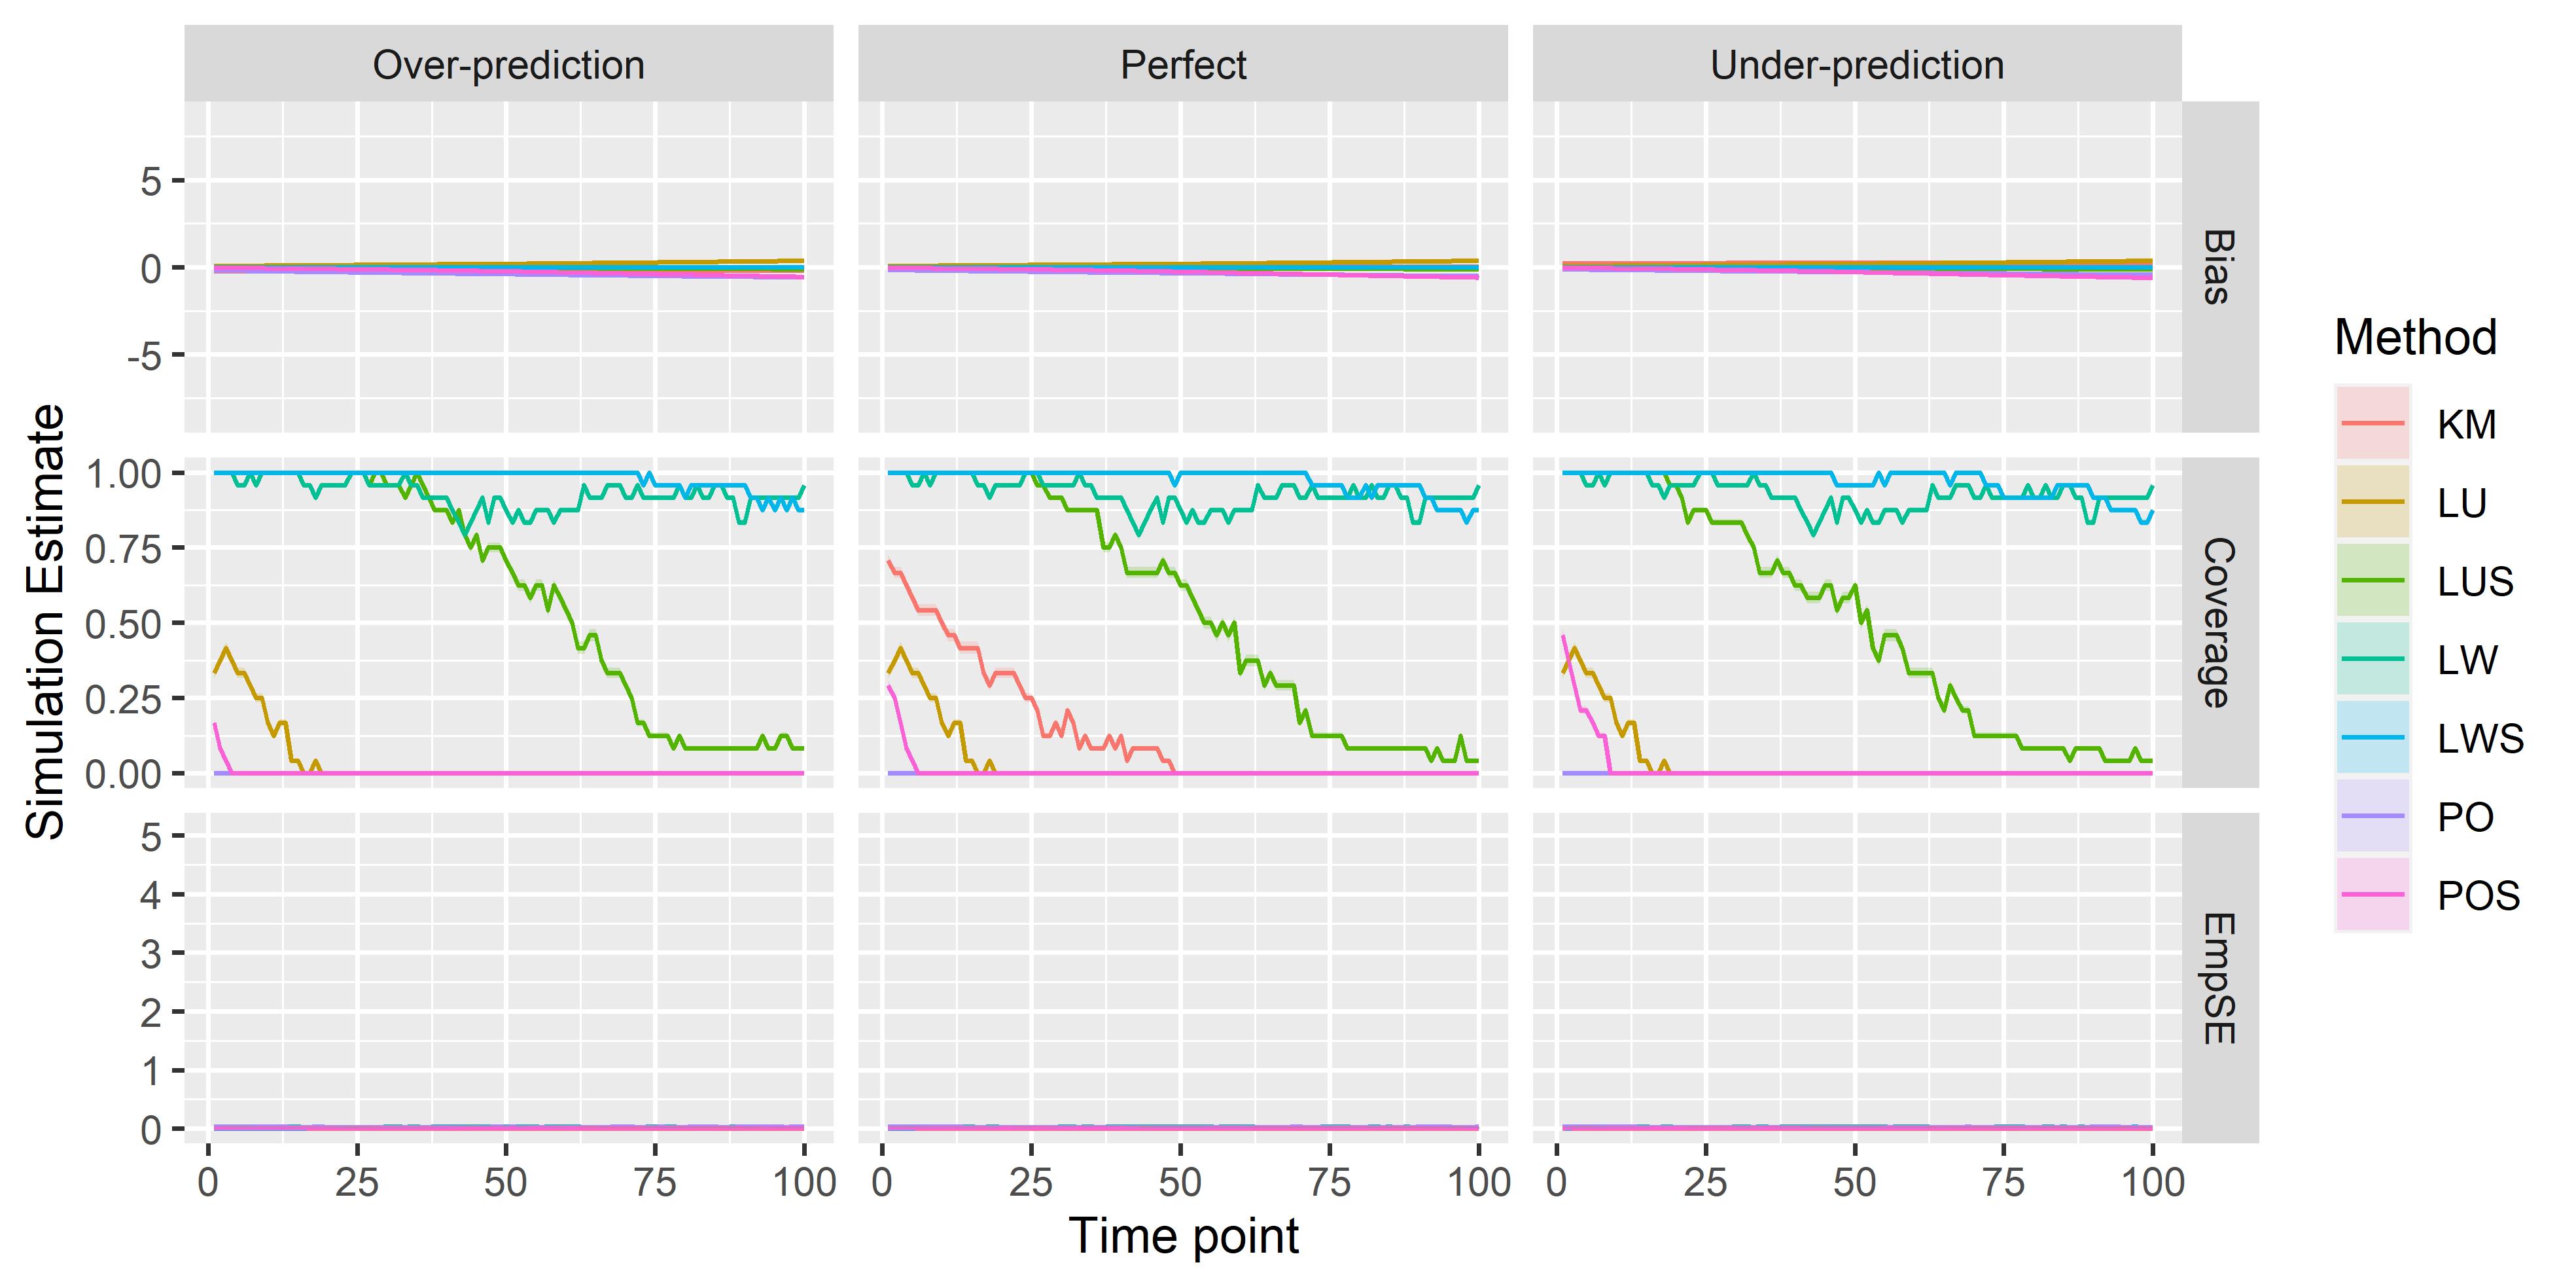 Over-prediction
Perfect
Under-prediction
5
0
-5
Bias
1.00
0.75
0.50
0.25
0.00
Coverage
5
4
3
2
1
0
EmpSE
0 25 50 75 100
0 25 50 75 100
0 25 50 75 100
Time point
Simulation Estimate
Method
KM
LU
LUS
LW
LWS
PO
POS